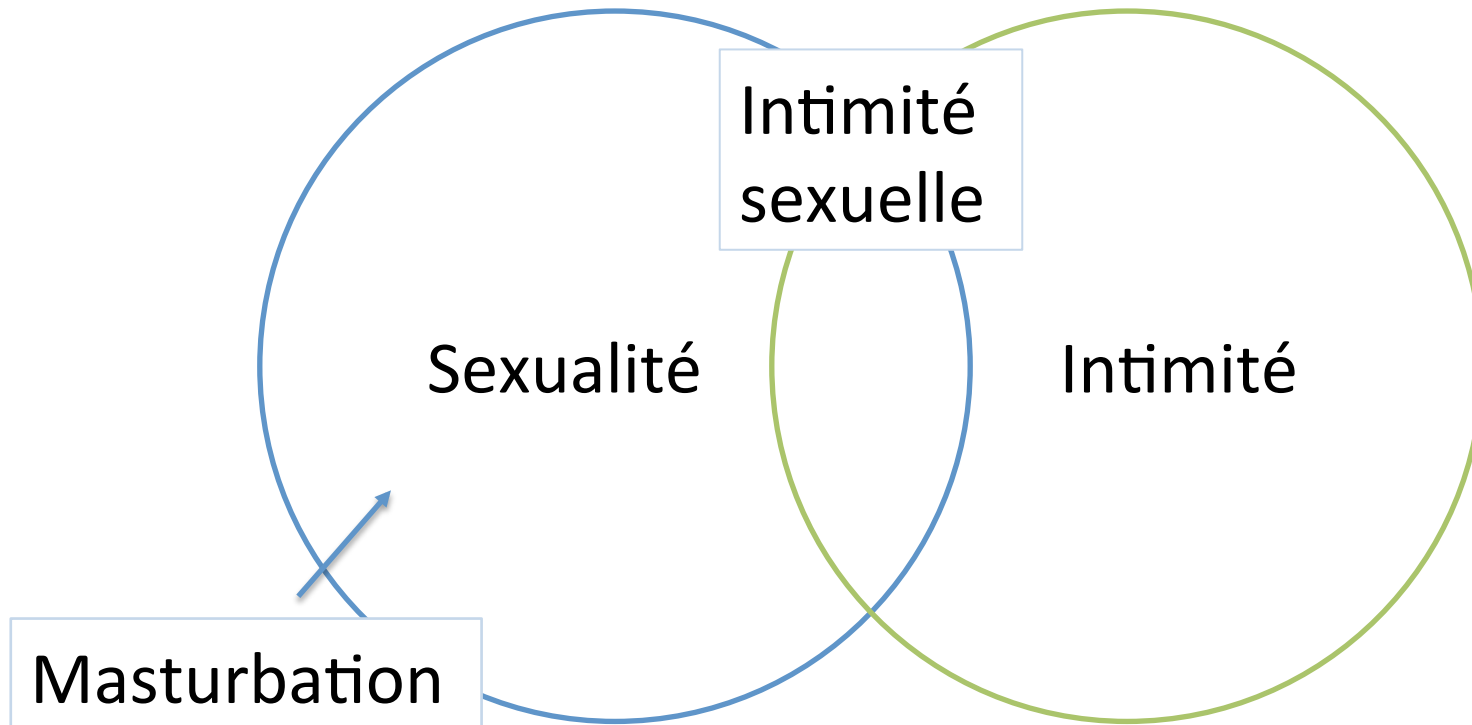 Intimité
sexuelle
Sexualité
Intimité
Masturbation